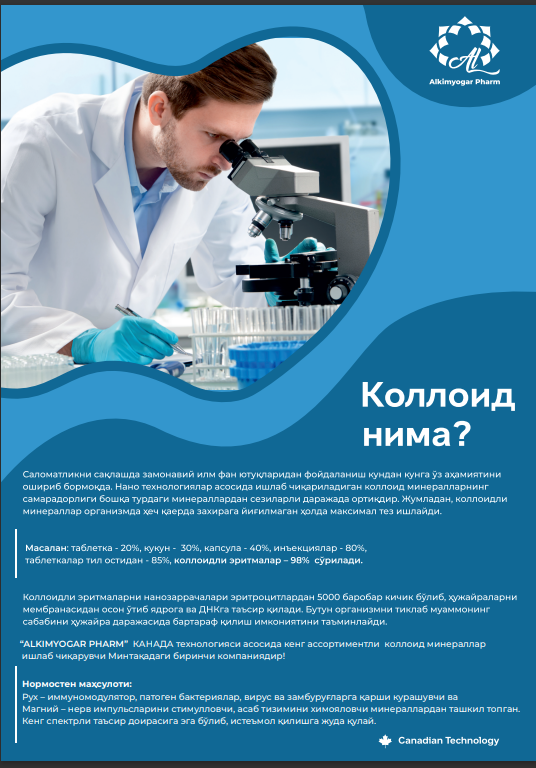 Al
Alkimyogar Pharm
Коллоид
нима?
Саломатликни сақлашда замонавий илм фан ютуқларидан фойдаланиш кундан кунга ўз аҳамиятини
ошириб бормоқда. Нано технологиялар асосида ишлаб чиқариладиган коллоид минералларнинг
самарадорлиги бошқа турдаги минераллардан сезиларли даражада ортиқдир. Жумладан, коллоидли
минераллар организмда ҳеч қаерда захирага йиғилмаган ҳолда максимал тез ишлайди.
Масалан: таблетка - 20%, кукун - 30%, капсула - 40%, инъекциялар - 80%,
таблеткалар тил остидан - 85%, коллоидли эритмалар – 98% сўрилади.
Коллоидли эритмаларни нанозаррачалари эритроцитлардан 5000 баробар кичик бўлиб, ҳужайраларни
мембранасидан осон ўтиб ядрога ва ДНКга таъсир қилади. Бутун организмни тиклаб муаммонинг
сабабини ҳужайра даражасида бартараф қилиш имкониятини таъминлайди.
“ALKIMYOGAR PHARM” КАНАДА технологияси асосида кенг ассортиментли коллоид минераллар
ишлаб чиқарувчи Минтақадаги биринчи компаниядир!
Нормостен маҳсулоти:
Рух – иммуномодулятор, патоген бактериялар, вирус ва замбуруғларга қарши курашувчи ва
Магний – нерв импульсларини стимулловчи, асаб тизимини химояловчи минераллардан ташкил топган.
Кенг спектрли таъсир доирасига эга бўлиб, истеъмол қилишга жуда қулай.
Canadian Technology